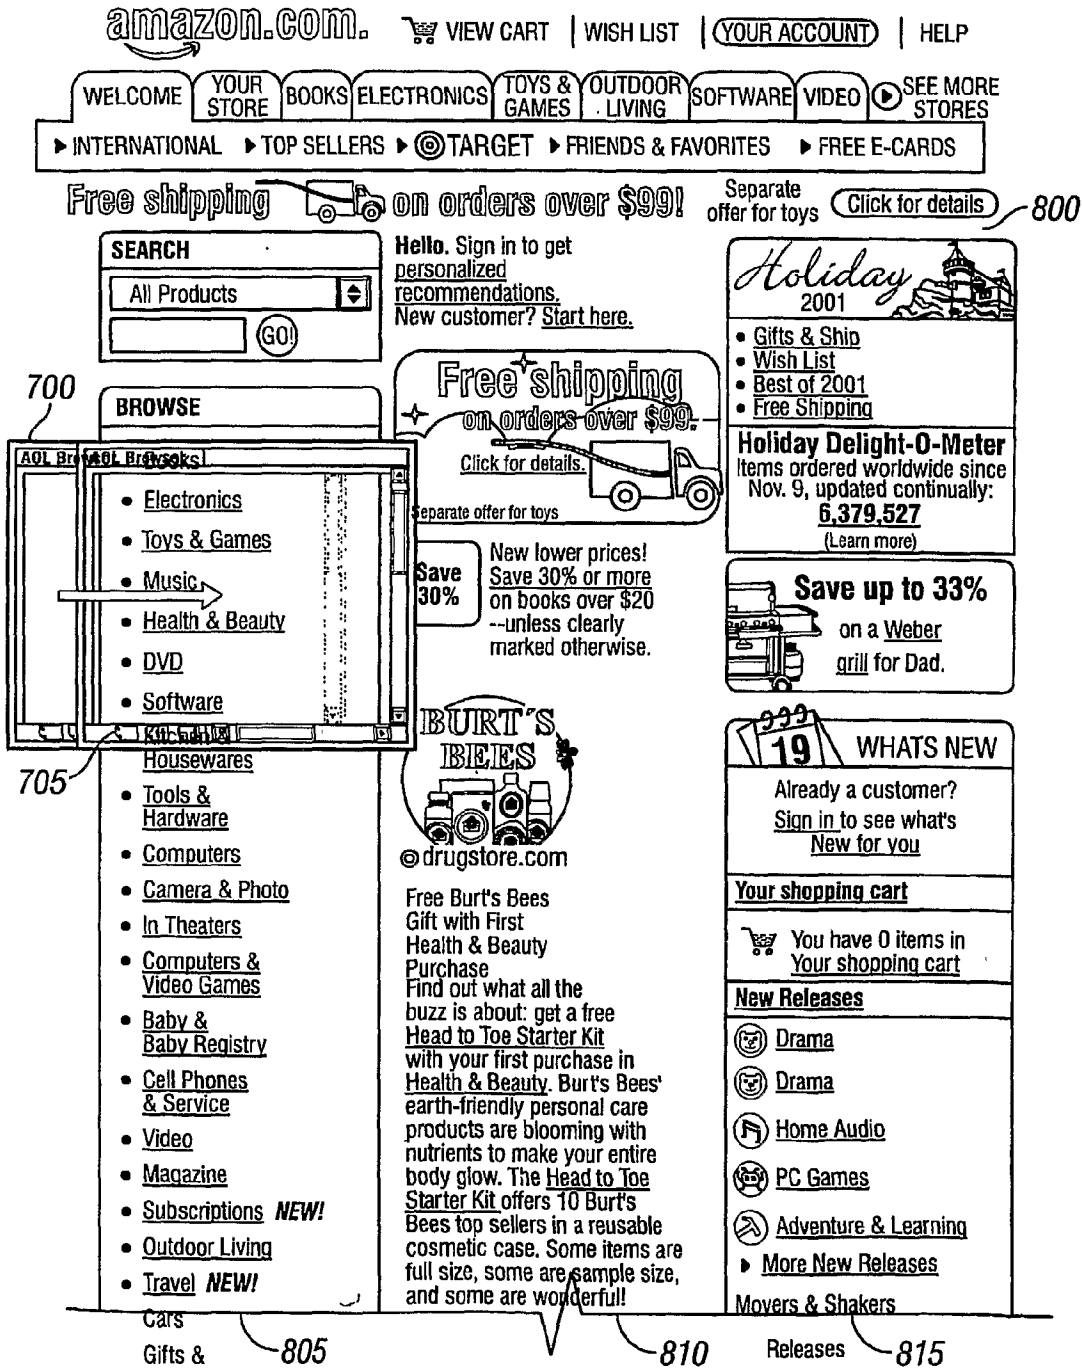 amazon.com.
VIEW CART | WISH LIST | YOUR ACCOUNT | HELP
WELCOME
YOUR STORE
BOOKS
ELECTRONICS
TOYS & GAMES
OUTDOOR LIVING
SOFTWARE
VIDEO
SEE MORE STORES
INTERNATIONAL
TOP SELLERS
TARGET
FRIENDS & FAVORITES
FREE E-CARDS
Free shipping on orders over $99!
Separate
offer for toys
Click for details
800
SEARCH
All Products
GO!
Hello. Sign in to get
personalized
recommendations.
New customer? Start here.
700
BROWSE
AOL Browser
Books
• Electronics
• Toys & Games
• Music
• Health & Beauty
• DVD
• Software
Kitchen &
Housewares
705
• Tools &
Hardware
• Computers
• Camera & Photo
• In Theaters
• Computers &
Video Games
• Baby &
Baby Registry
• Cell Phones
& Service
• Video
• Magazine
• Subscriptions NEW!
• Outdoor Living
• Travel NEW!
Cars
Gifts &
805
Free shipping
on orders over $99.
Click for details.
Separate offer for toys
Save
30%
New lower prices!
Save 30% or more
on books over $20
--unless clearly
marked otherwise.
BURT'S
BEES
drugstore.com
Free Burt's Bees
Gift with First
Health & Beauty
Purchase
Find out what all the
buzz is about: get a free
Head to Toe Starter Kit
with your first purchase in
Health & Beauty. Burt's Bees'
earth-friendly personal care
products are blooming with
nutrients to make your entire
body glow. The Head to Toe
Starter Kit offers 10 Burt's
Bees top sellers in a reusable
cosmetic case. Some items are
full size, some are sample size,
and some are wonderful!
810
Holiday
2001
• Gifts & Ship
• Wish List
• Best of 2001
• Free Shipping
Holiday Delight-O-Meter
Items ordered worldwide since
Nov. 9, updated continually:
6,379,527
(Learn more)
Save up to 33%
on a Weber
grill for Dad.
19
WHATS NEW
Already a customer?
Sign in to see what's
New for you
Your shopping cart
You have 0 items in
Your shopping cart
New Releases
Drama
Drama
Home Audio
PC Games
Adventure & Learning
More New Releases
Movers & Shakers
Releases
815